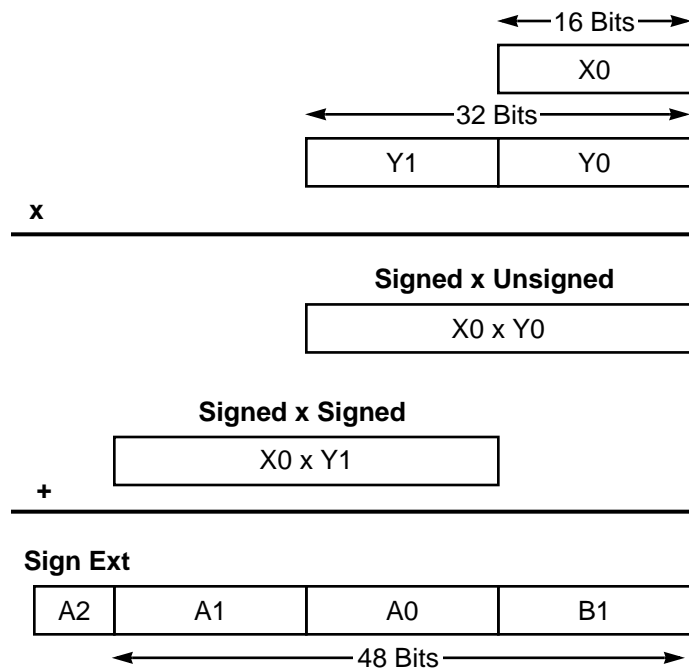 16 Bits
X0
32 Bits
Y1 Y0
x
Signed x Unsigned
X0 x Y0
Signed x Signed
X0 x Y1
+
Sign Ext
A2 A1 A0 B1
48 Bits